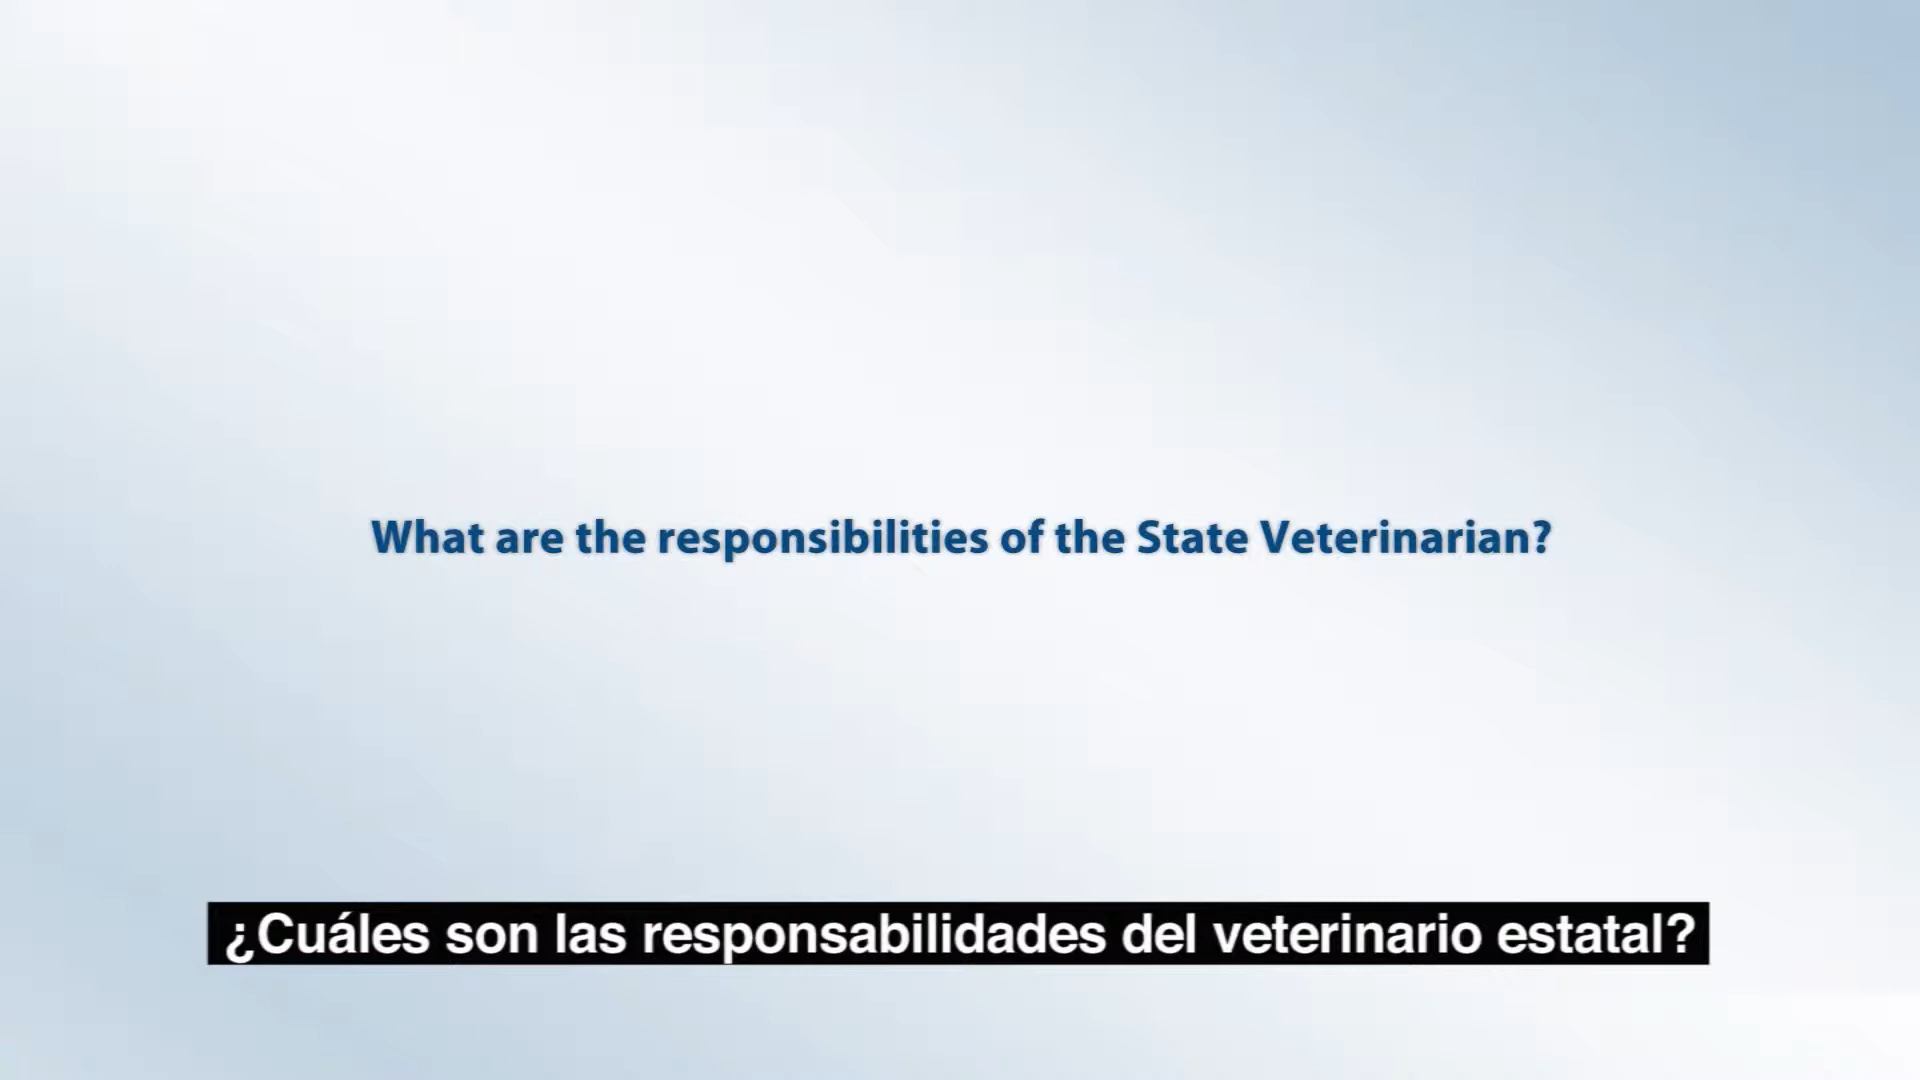 What are the responsibilities of the State Veterinarian?
¿Cuáles son las responsabilidades del veterinario estatal?